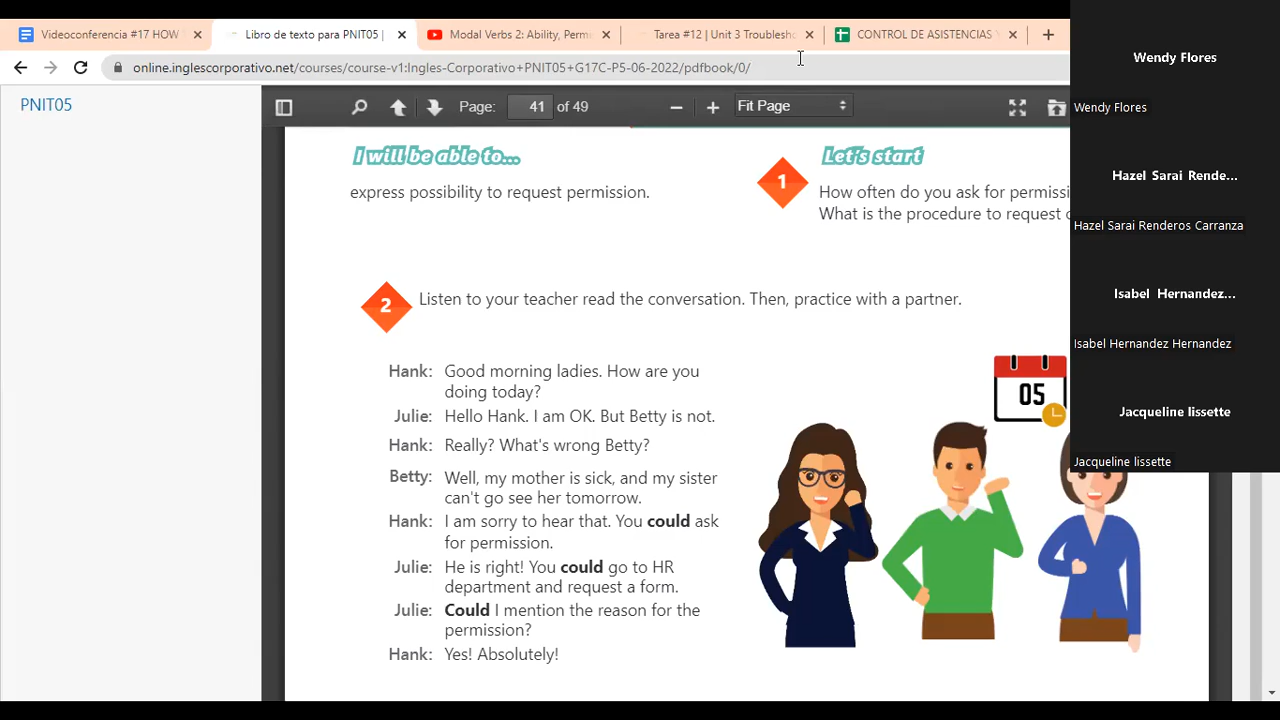 Videoconferencia #17 HOW
Libro de texto para PNIT05 |
Modal Verbs 2: Ability, Perm
Tarea #12 | Unit 3 Troublesh
CONTROL DE ASISTENCIAS
online.inglescorporativo.net/courses/course-v1:Ingles-Corporativo+PNIT05+G17C-P5-06-2022/pdfbook/0/
PNIT05
Page: 41 of 49
Fit Page
Wendy Flores
Wendy Flores
Hazel Sarai Rende...
Hazel Sarai Renderos Carranza
Isabel Hernandez...
Isabel Hernandez Hernandez
Jacqueline lissette
Jacqueline lissette
I will be able to...
express possibility to request permission.
1
Let's start
How often do you ask for permissi
What is the procedure to request
2
Listen to your teacher read the conversation. Then, practice with a partner.
Hank: Good morning ladies. How are you
doing today?
Julie: Hello Hank. I am OK. But Betty is not.
Hank: Really? What's wrong Betty?
Betty: Well, my mother is sick, and my sister
can't go see her tomorrow.
Hank: I am sorry to hear that. You could ask
for permission.
Julie: He is right! You could go to HR
department and request a form.
Julie: Could I mention the reason for the
permission?
Hank: Yes! Absolutely!
05